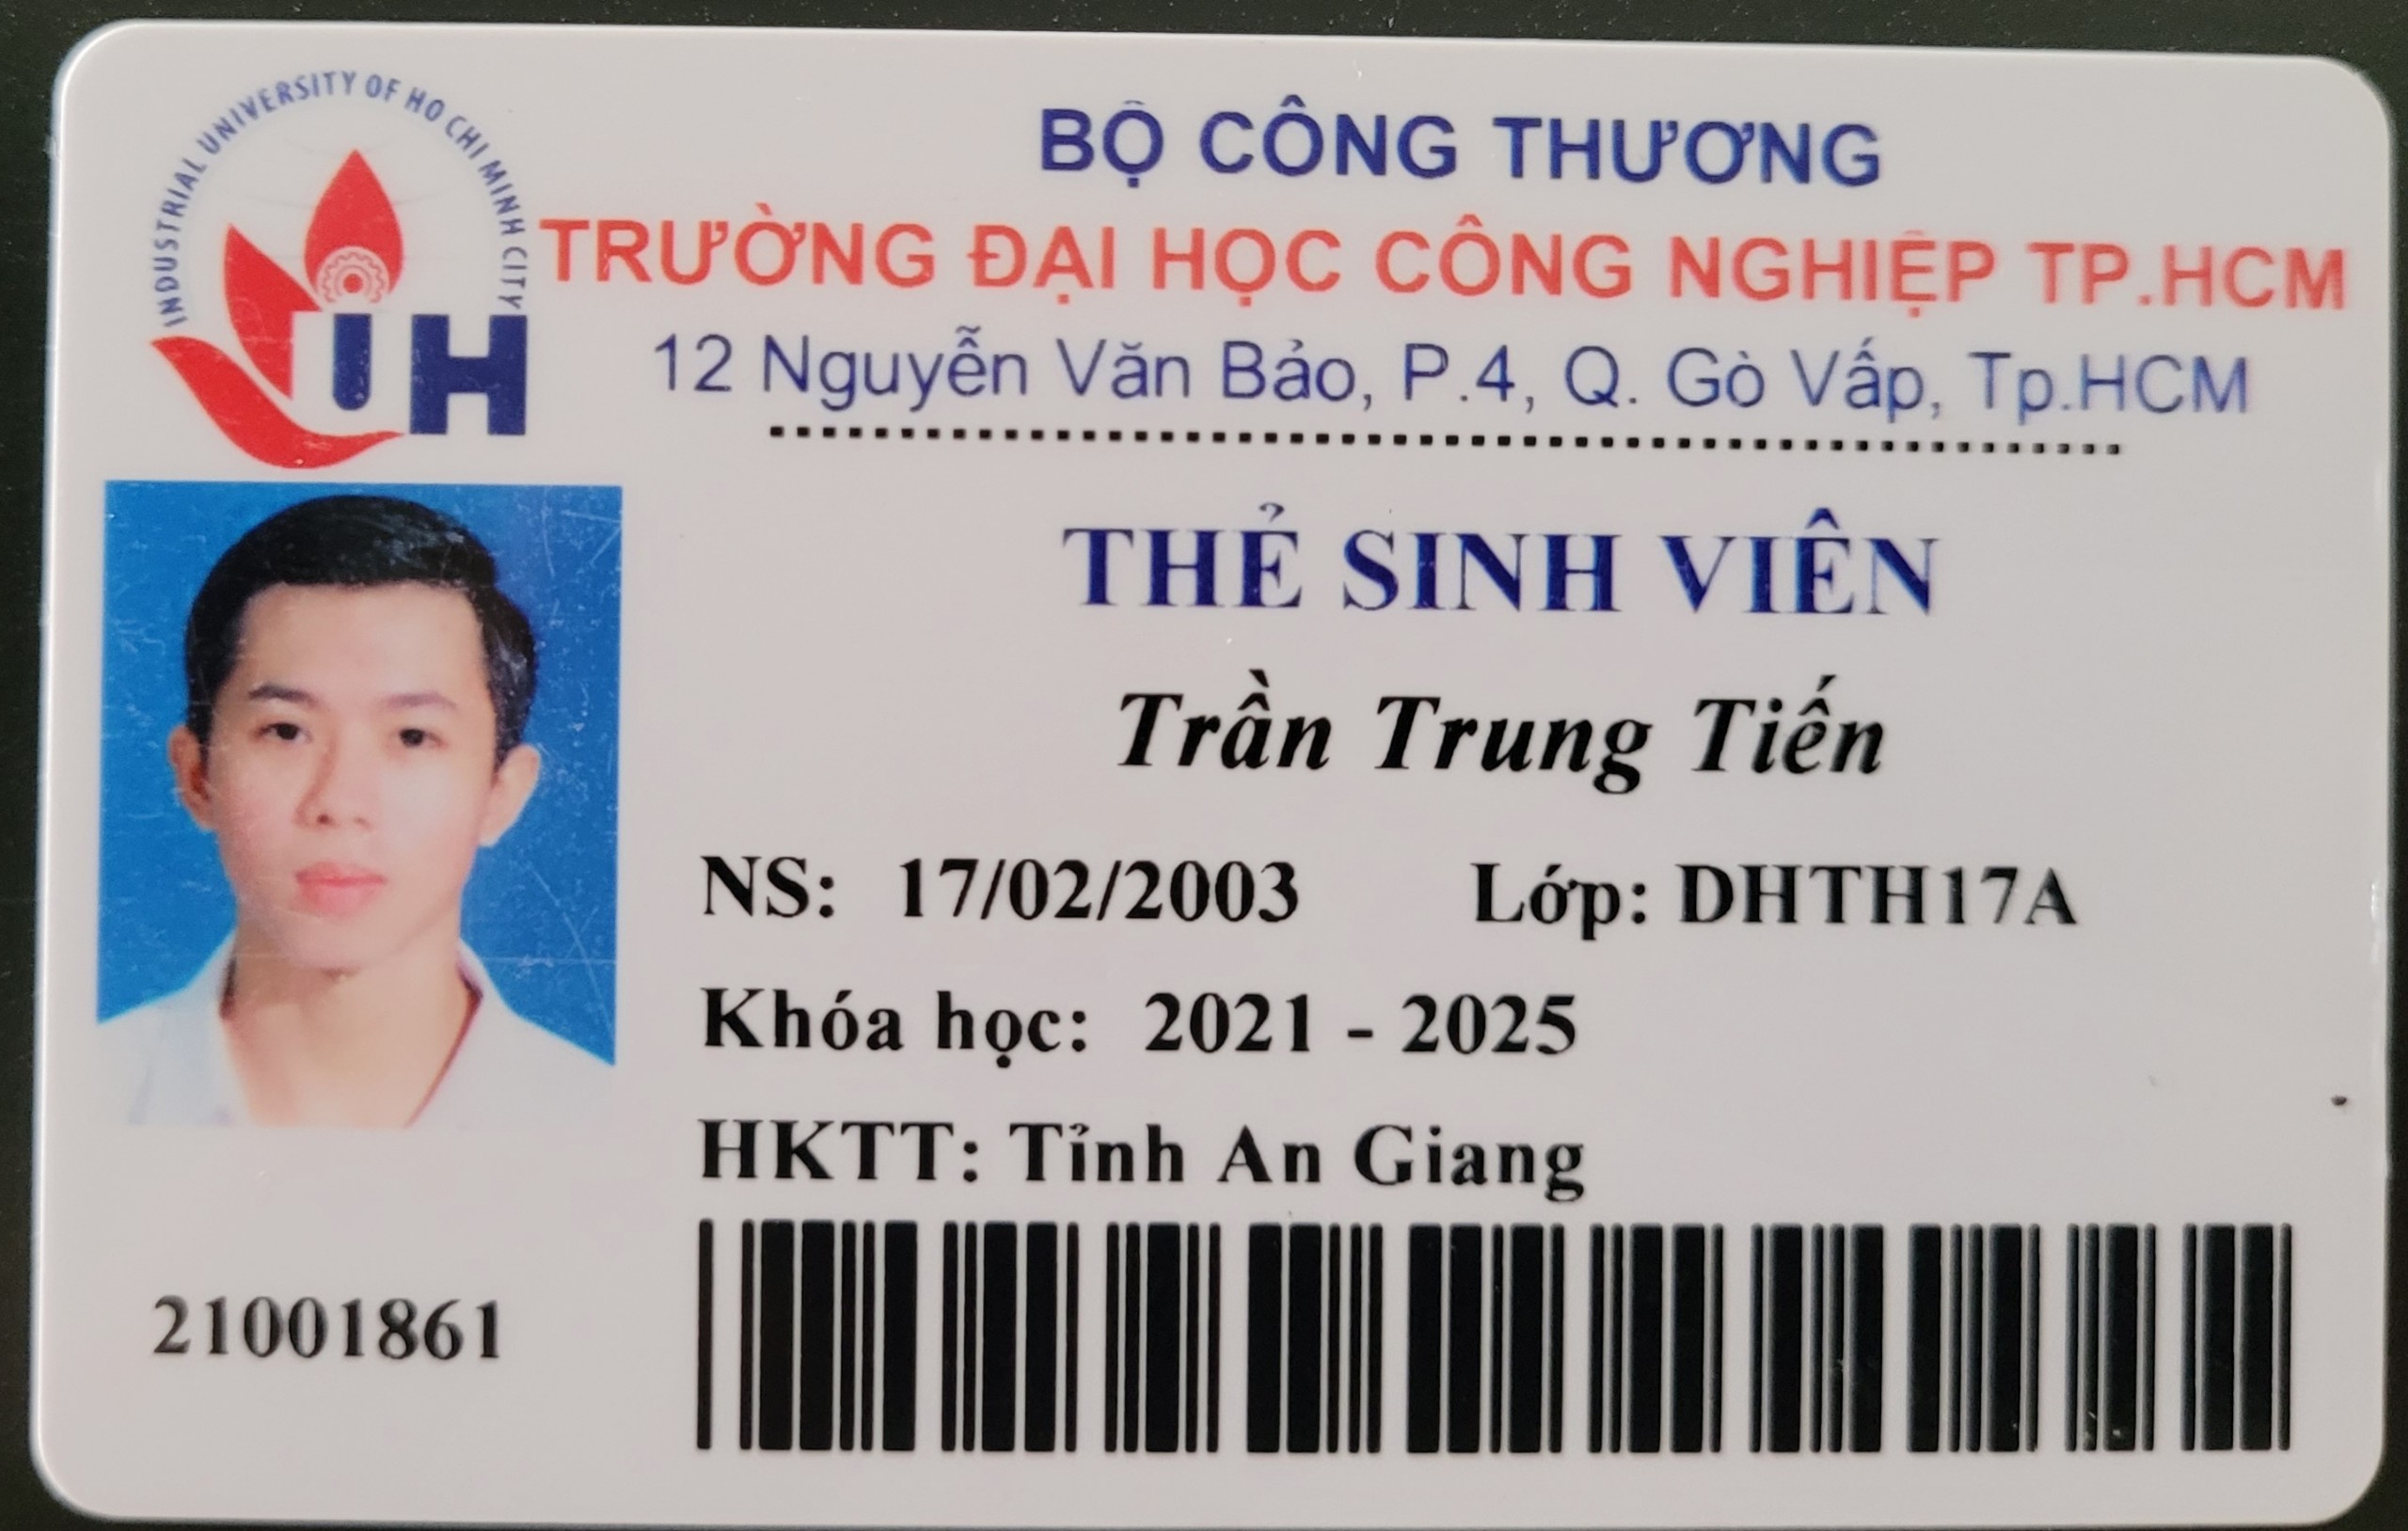 INDUSTRIAL UNIVERSITY OF HO CHI MINH CITY
IUH
BỘ CÔNG THƯƠNG
TRƯỜNG ĐẠI HỌC CÔNG NGHIỆP TP.HCM
12 Nguyễn Văn Bảo, P.4, Q. Gò Vấp, Tp.HCM
THẺ SINH VIÊN
Trần Trung Tiến
NS: 17/02/2003 Lớp: DHTH17A
Khóa học: 2021 - 2025
HKTT: Tỉnh An Giang
21001861